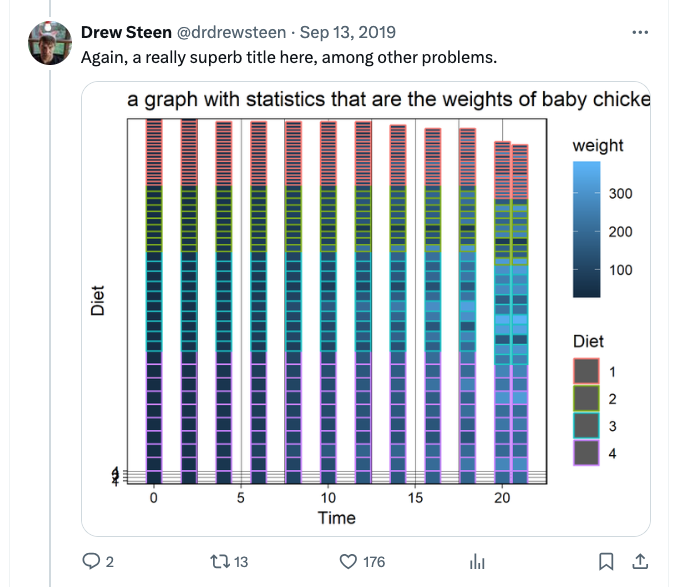 Drew Steen @drdrewsteen · Sep 13, 2019
Again, a really superb title here, among other problems.
a graph with statistics that are the weights of baby chicke
weight
300
200
100
Diet
Diet
1
2
3
4
0 5 10 15 20
Time
2 13 176